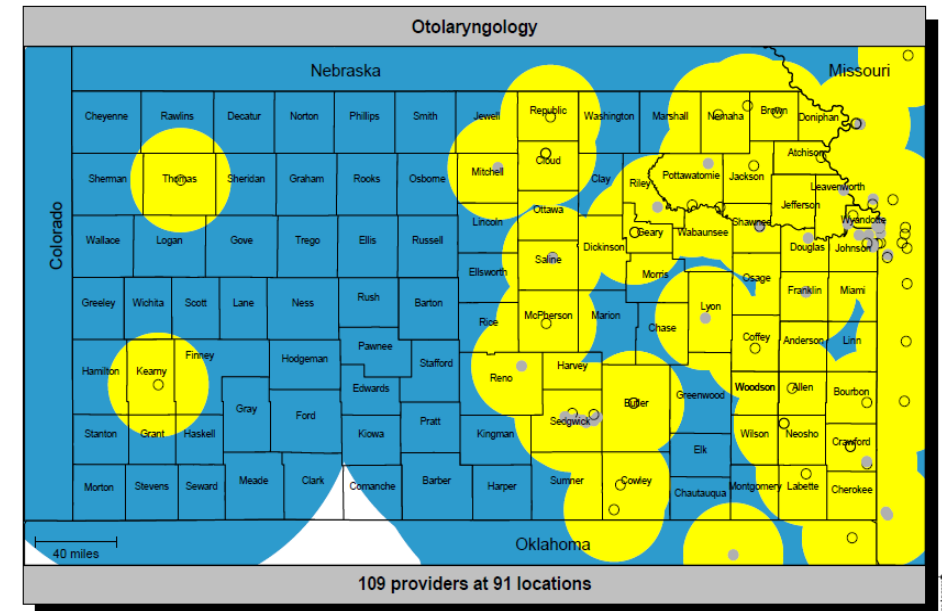 Otolaryngology
Nebraska
Missouri
Colorado
Cheyenne Rawlins Decatur Norton Phillips Smith Jewell Republic Washington Marshall Nemaha Brown Doniphan
Atchison
Sherman Thomas Sheridan Graham Rooks Osborne Mitchell Cloud Clay Riley Pottawatomie Jackson
Leavenworth
Jefferson
Ottawa
Wyandotte
Lincoln Shawnee
Wallace Logan Gove Trego Ellis Russell Dickinson Geary Wabaunsee Douglas Johnson
Saline
Ellsworth Morris Osage
Greeley Wichita Scott Lane Ness Rush Barton Rice McPherson Marion Chase Lyon Franklin Miami
Coffey Anderson Linn
Pawnee
Hamilton Kearny Finney Hodgeman Stafford Reno Harvey
Edwards Woodson Allen Bourbon
Gray Ford Pratt Sedgwick Butler Greenwood
Stanton Grant Haskell Kiowa Kingman Wilson Neosho Crawford
Elk
Morton Stevens Seward Meade Clark Comanche Barber Harper Sumner Cowley Chautauqua Montgomery Labette Cherokee
40 miles
Oklahoma
109 providers at 91 locations